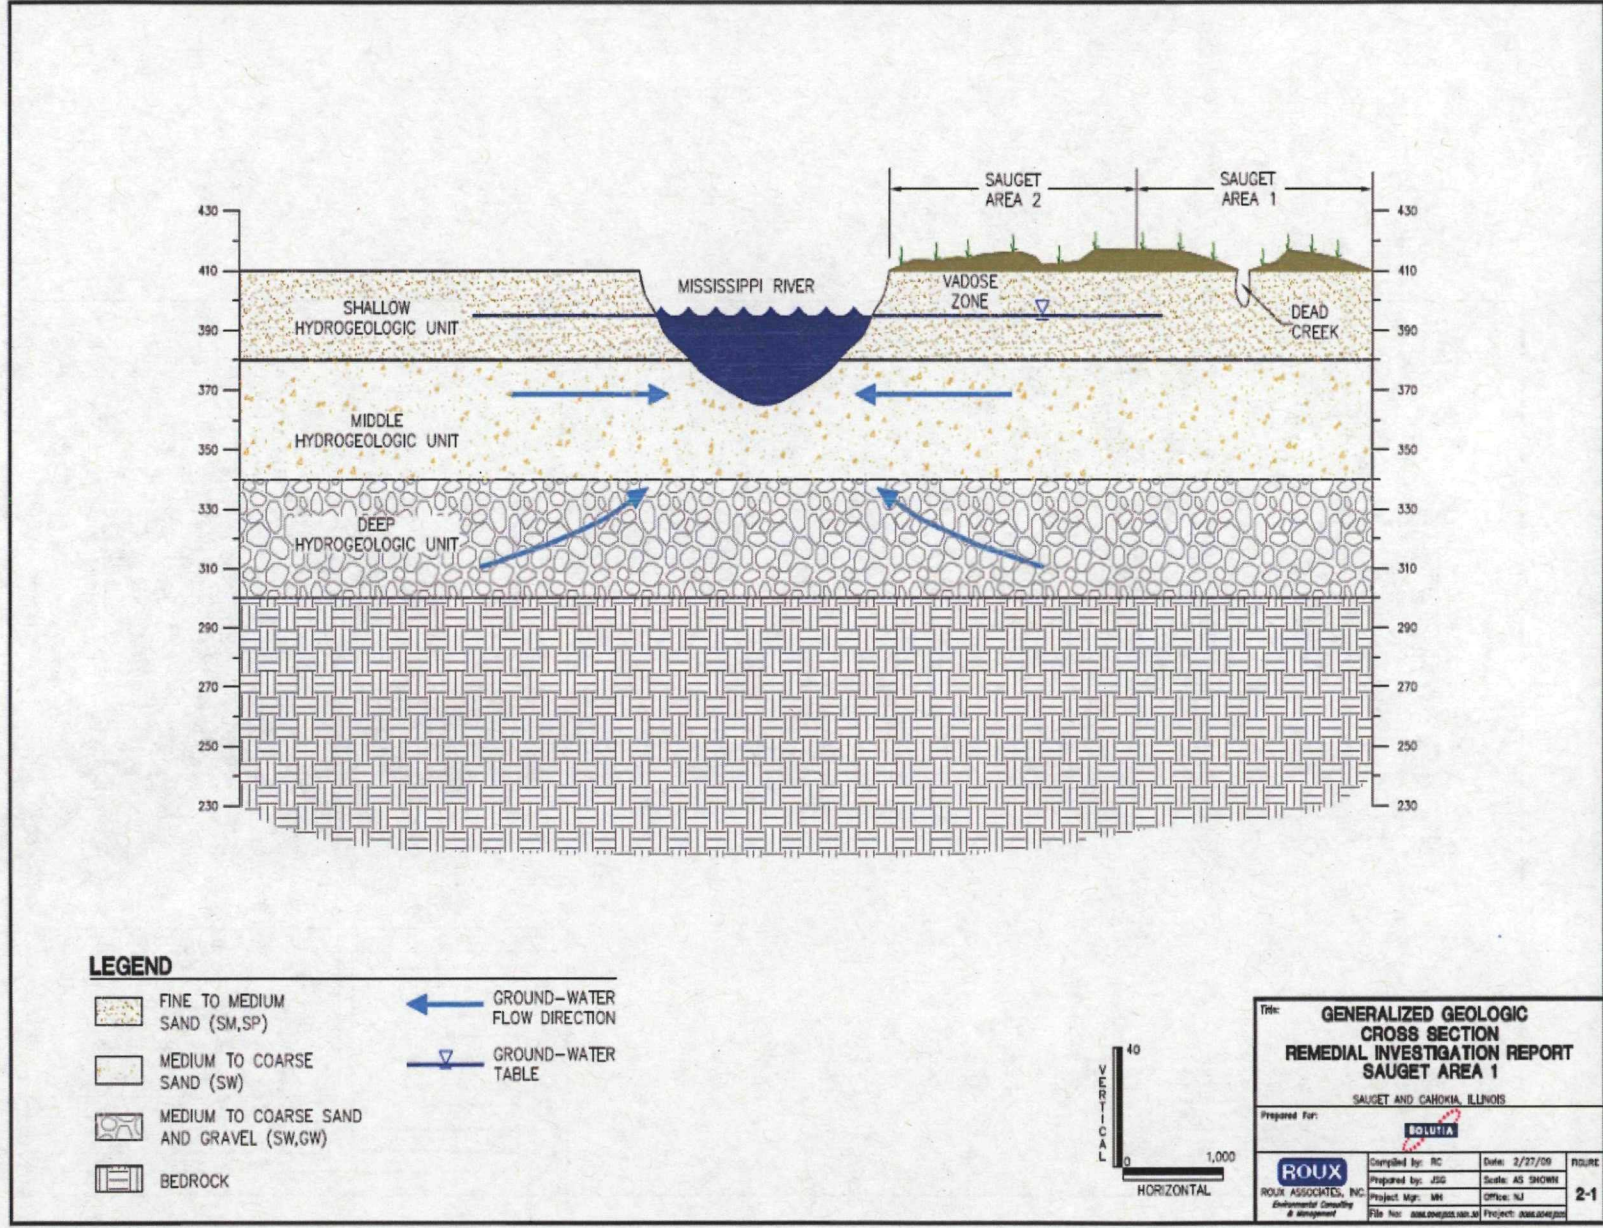 SAUGET
AREA 2
SAUGET
AREA 1
430
430
410
410
MISSISSIPPI RIVER
VADOSE
ZONE
SHALLOW
HYDROGEOLOGIC UNIT
DEAD
CREEK
390
390
370
370
MIDDLE
HYDROGEOLOGIC UNIT
350
350
330
330
DEEP
HYDROGEOLOGIC UNIT
310
310
290
290
270
270
250
250
230
230
LEGEND
FINE TO MEDIUM
SAND (SM,SP)
MEDIUM TO COARSE
SAND (SW)
MEDIUM TO COARSE SAND
AND GRAVEL (SW,GW)
BEDROCK
GROUND-WATER
FLOW DIRECTION
GROUND-WATER
TABLE
VERTICAL
40
0
1,000
HORIZONTAL
Title:
GENERALIZED GEOLOGIC
CROSS SECTION
REMEDIAL INVESTIGATION REPORT
SAUGET AREA 1
SAUGET AND CAHOKIA, ILLINOIS
Prepared For:
SOLUTIA
ROUX
ROUX ASSOCIATES, INC.
Environmental Consulting
& Management
Compiled by: RC
Date: 2/27/09
FIGURE
Prepared by: JSG
Scale: AS SHOWN
Project Mgr: MH
Office: NJ
2-1
File No:
Project: